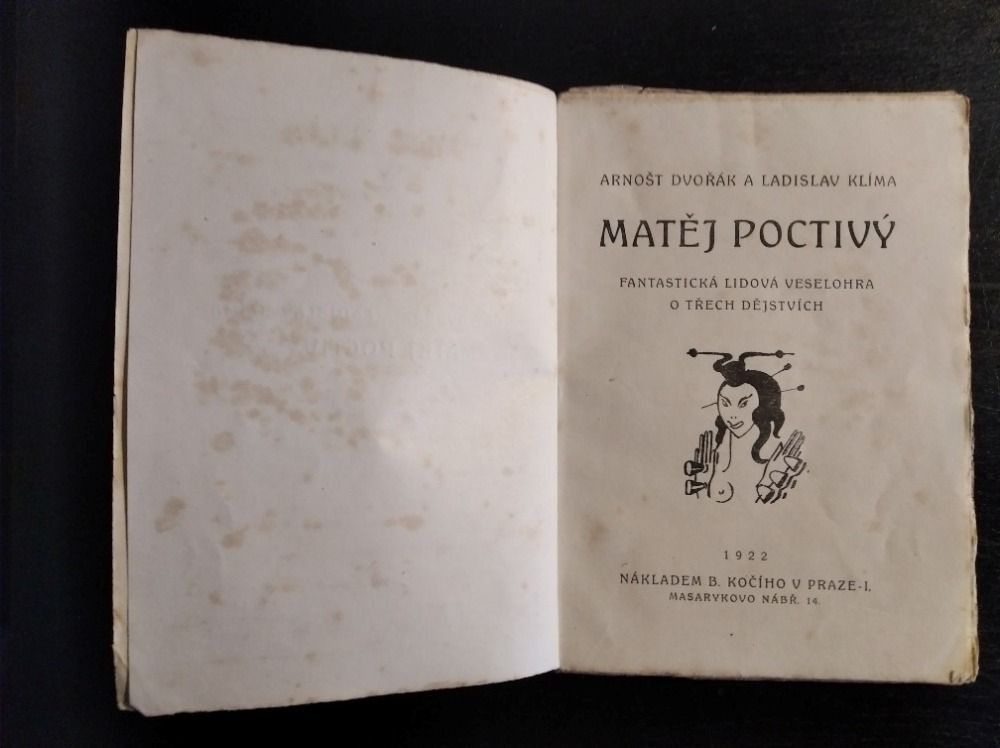 ARNOŠT DVOŘÁK A LADISLAV KLÍMA
MATĚJ POCTIVÝ
FANTASTICKÁ LIDOVÁ VESELOHRA
O TŘECH DĚJSTVÍCH
1922
NÁKLADEM B. KOČÍHO V PRAZE-I.
MASARYKOVO NÁBŘ. 14.